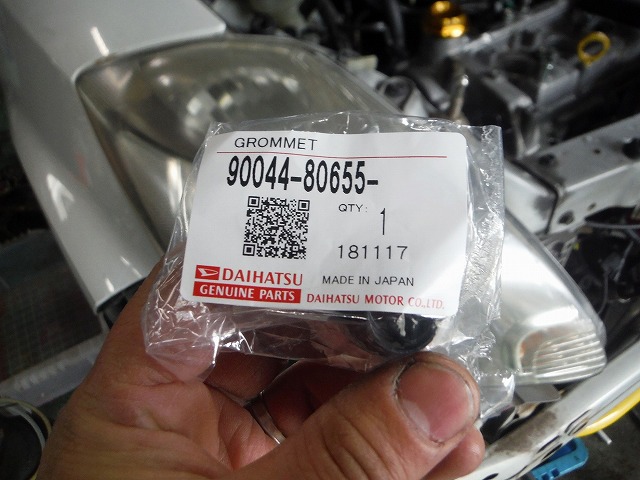 GROMMET
90044-80655-
QTY: 1
181117
DAIHATSU
GENUINE PARTS
MADE IN JAPAN
DAIHATSU MOTOR CO.,LTD.